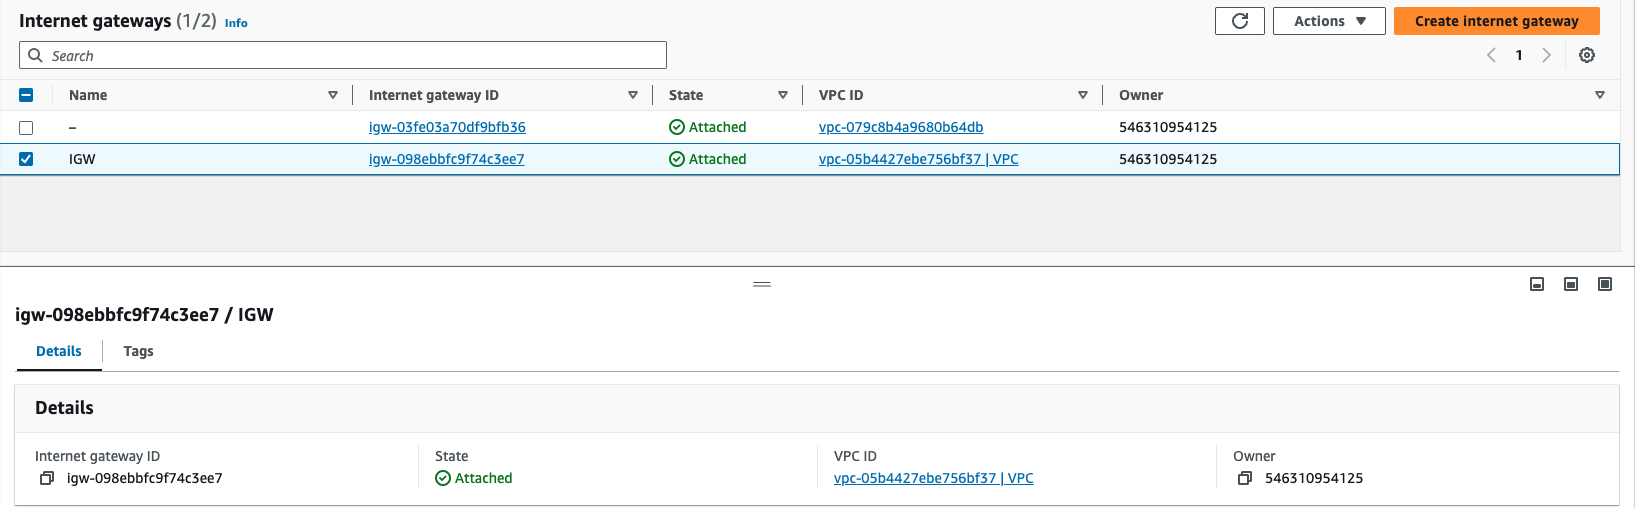 Internet gateways (1/2) Info
Actions
Create internet gateway
Search
1
Name Internet gateway ID State VPC ID Owner
– igw-03fe03a70df9bfb36 Attached vpc-079c8b4a9680b64db 546310954125
IGW igw-098ebbfc9f74c3ee7 Attached vpc-05b4427ebe756bf37 | VPC 546310954125
igw-098ebbfc9f74c3ee7 / IGW
Details Tags
Details
Internet gateway ID State VPC ID Owner
igw-098ebbfc9f74c3ee7 Attached vpc-05b4427ebe756bf37 | VPC 546310954125